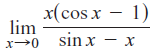 lim x→0 x(cos x − 1) / sin x − x